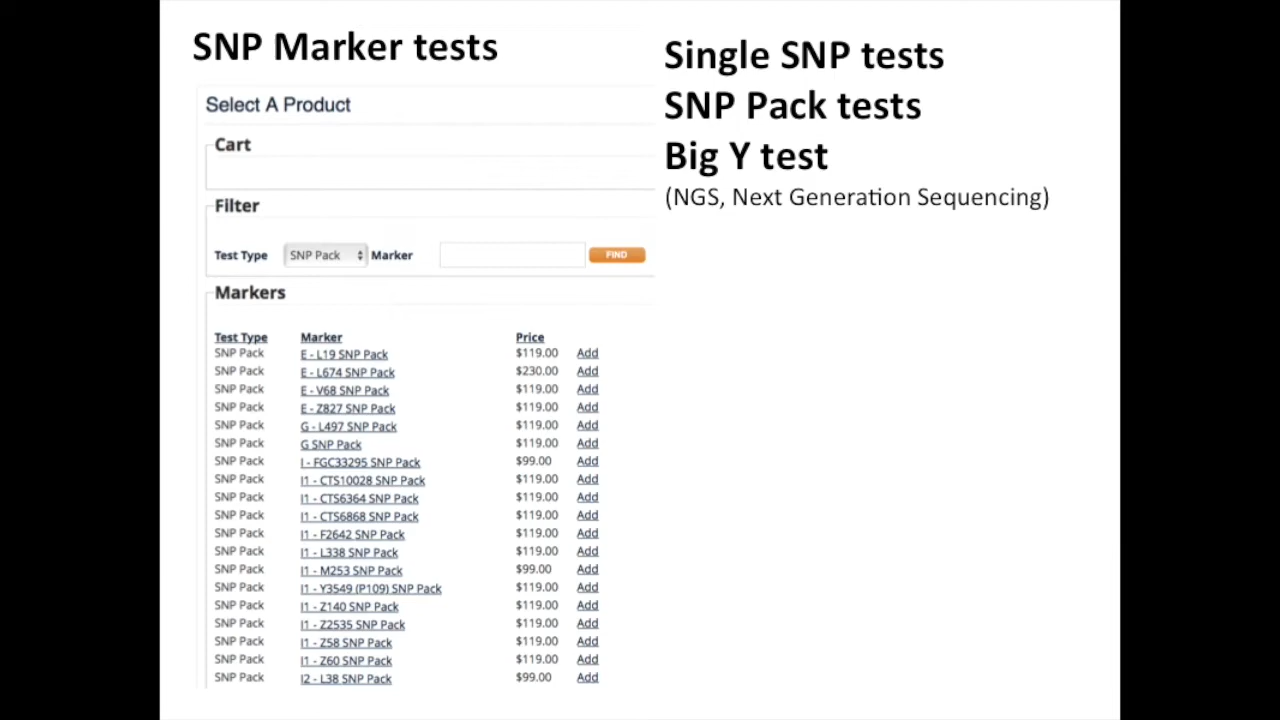 SNP Marker tests
Select A Product
Cart
Filter
Test Type SNP Pack Marker FIND
Markers
Test Type Marker Price
SNP Pack E - L19 SNP Pack $119.00 Add
SNP Pack E - L674 SNP Pack $230.00 Add
SNP Pack E - V68 SNP Pack $119.00 Add
SNP Pack E - Z827 SNP Pack $119.00 Add
SNP Pack G - L497 SNP Pack $119.00 Add
SNP Pack G SNP Pack $119.00 Add
SNP Pack I - FGC33295 SNP Pack $99.00 Add
SNP Pack I1 - CTS10028 SNP Pack $119.00 Add
SNP Pack I1 - CTS6364 SNP Pack $119.00 Add
SNP Pack I1 - CTS6868 SNP Pack $119.00 Add
SNP Pack I1 - F2642 SNP Pack $119.00 Add
SNP Pack I1 - L338 SNP Pack $119.00 Add
SNP Pack I1 - M253 SNP Pack $99.00 Add
SNP Pack I1 - Y3549 (P109) SNP Pack $119.00 Add
SNP Pack I1 - Z140 SNP Pack $119.00 Add
SNP Pack I1 - Z2535 SNP Pack $119.00 Add
SNP Pack I1 - Z58 SNP Pack $119.00 Add
SNP Pack I1 - Z60 SNP Pack $119.00 Add
SNP Pack I2 - L38 SNP Pack $99.00 Add
Single SNP tests
SNP Pack tests
Big Y test
(NGS, Next Generation Sequencing)